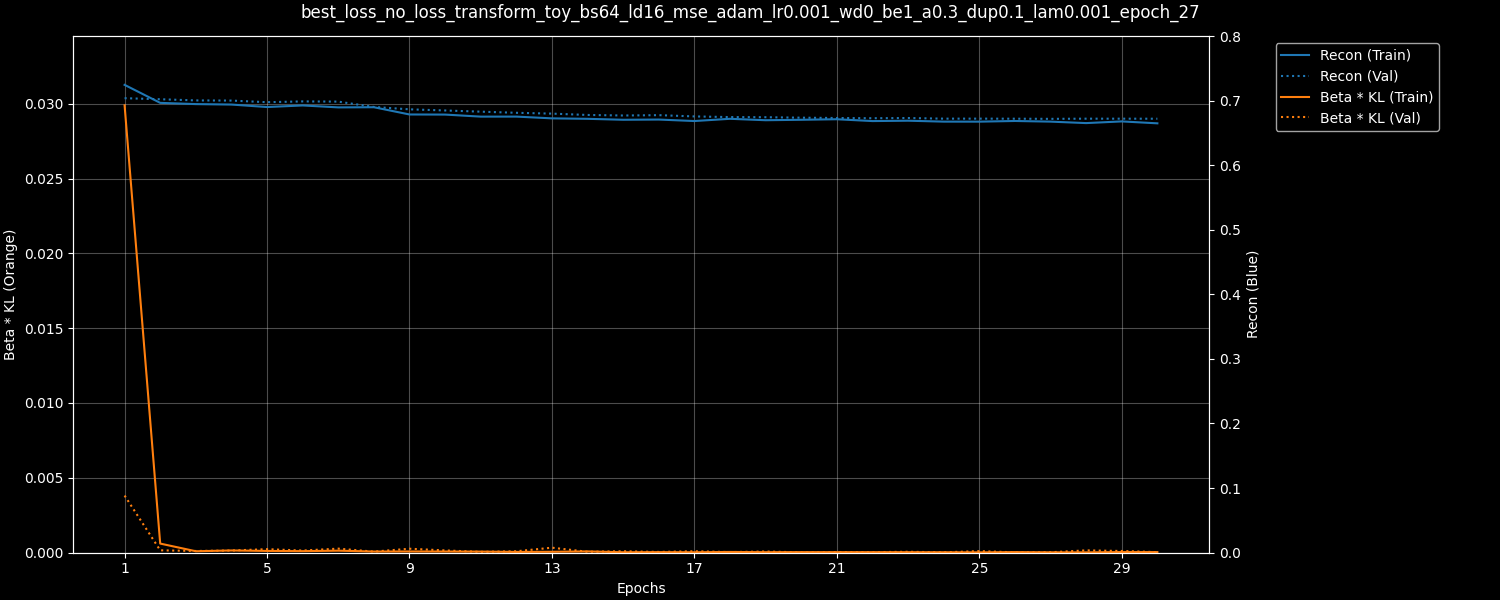 best_loss_no_loss_transform_toy_bs64_ld16_mse_adam_lr0.001_wd0_be1_a0.3_dup0.1_lam0.001_epoch_27
Recon (Train)
Recon (Val)
Beta * KL (Train)
Beta * KL (Val)
Beta * KL (Orange)
0.030
0.025
0.020
0.015
0.010
0.005
0.000
0.8
0.7
0.6
0.5
0.4
0.3
0.2
0.1
0.0
Recon (Blue)
1 5 9 13 17 21 25 29
Epochs